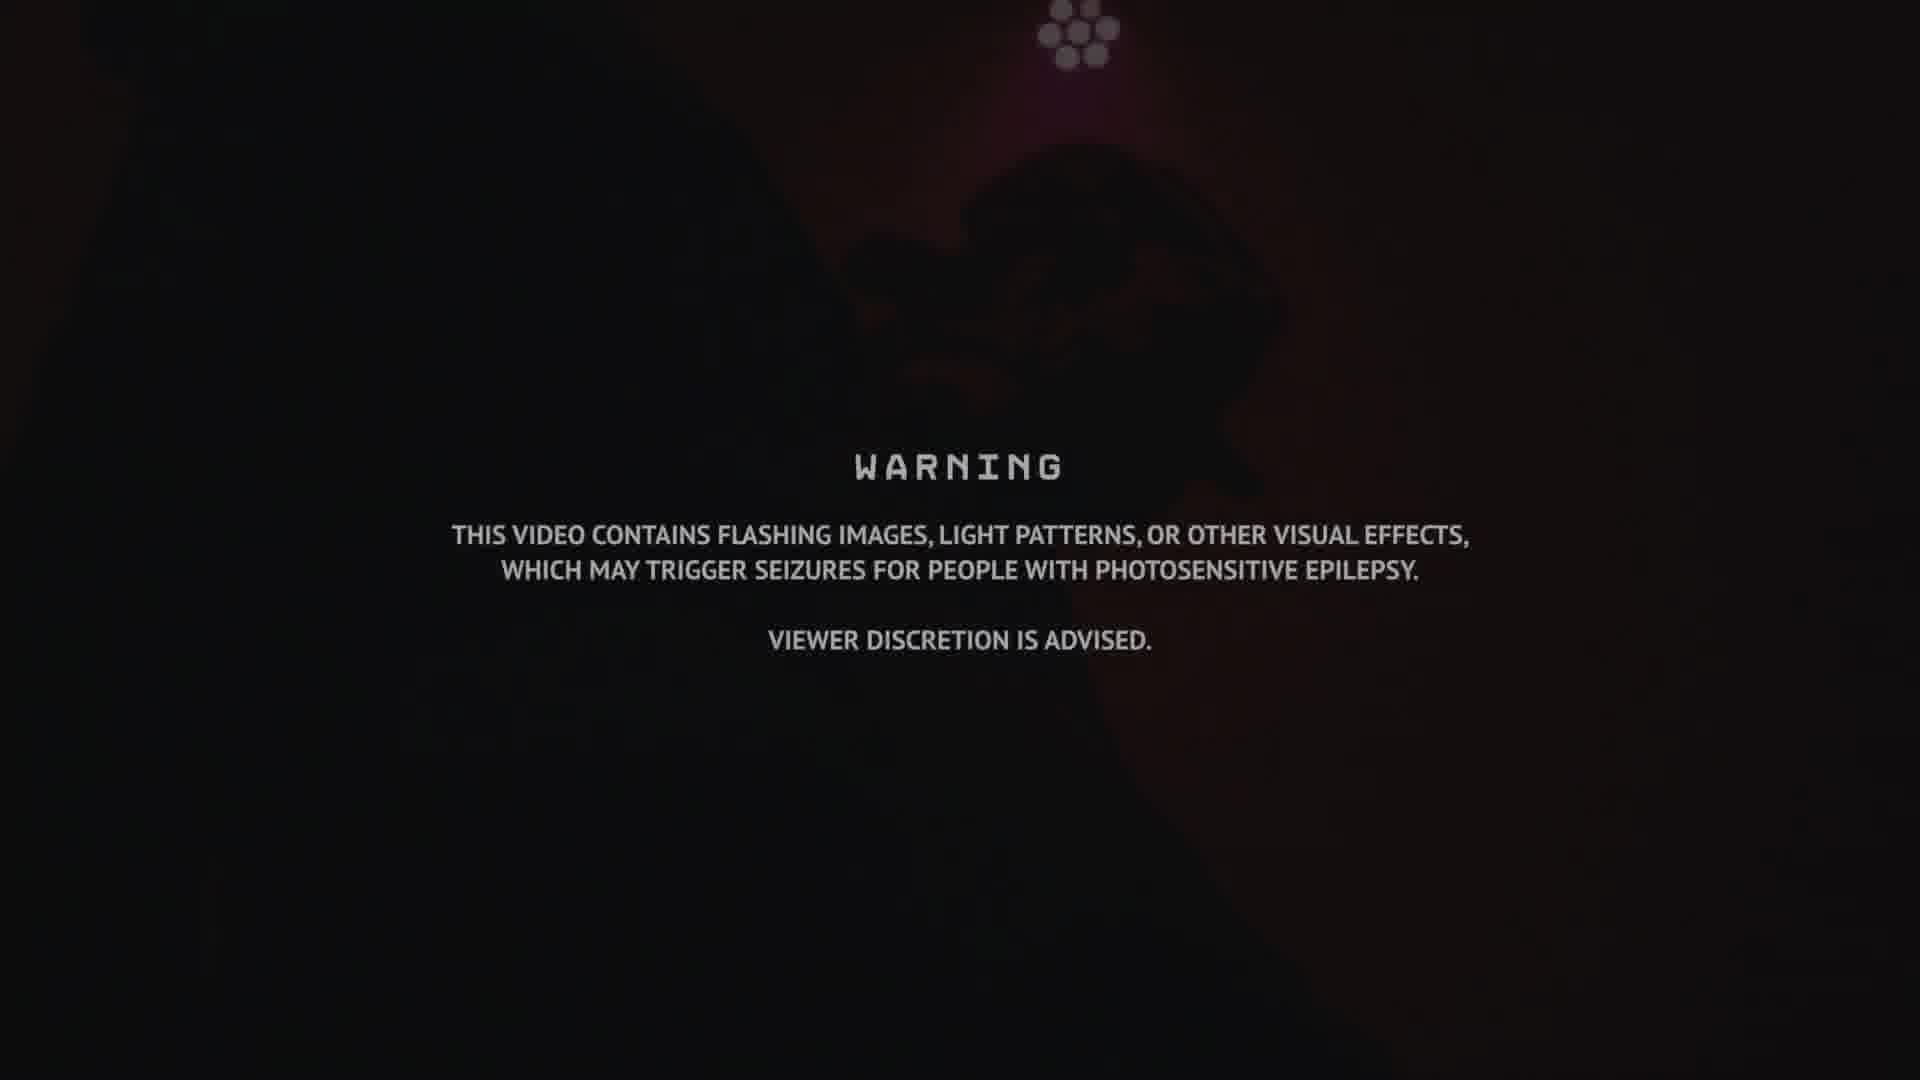 WARNING
THIS VIDEO CONTAINS FLASHING IMAGES, LIGHT PATTERNS, OR OTHER VISUAL EFFECTS,
WHICH MAY TRIGGER SEIZURES FOR PEOPLE WITH PHOTOSENSITIVE EPILEPSY.
VIEWER DISCRETION IS ADVISED.